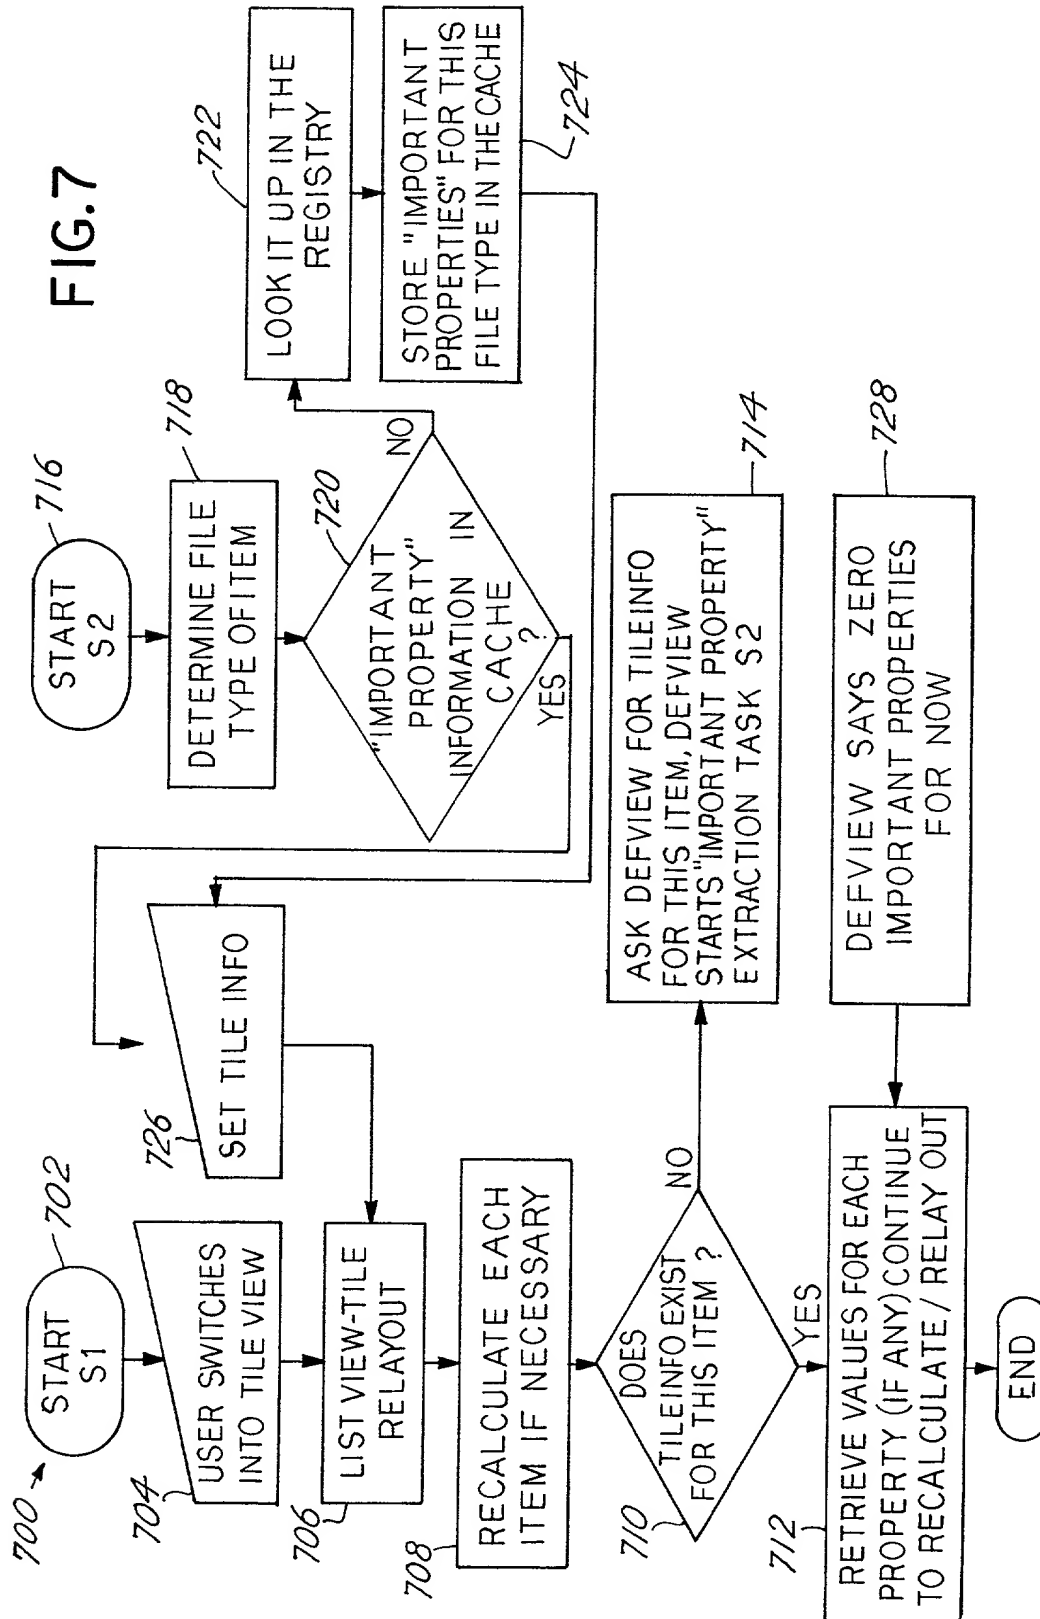 FIG.7
700
START
S1
702
704
USER SWITCHES
INTO TILE VIEW
706
LIST VIEW-TILE
RELAYOUT
708
RECALCULATE EACH
ITEM IF NECESSARY
710
DOES
TILEINFO EXIST
FOR THIS ITEM ?
NO
YES
712
RETRIEVE VALUES FOR EACH
PROPERTY (IF ANY) CONTINUE
TO RECALCULATE / RELAY OUT
END
714
ASK DEFVIEW FOR TILEINFO
FOR THIS ITEM, DEFVIEW
STARTS "IMPORTANT PROPERTY"
EXTRACTION TASK S2
728
DEFVIEW SAYS ZERO
IMPORTANT PROPERTIES
FOR NOW
START
S2
716
718
DETERMINE FILE
TYPE OF ITEM
720
"IMPORTANT
PROPERTY"
INFORMATION IN
CACHE
?
NO
YES
722
LOOK IT UP IN THE
REGISTRY
STORE "IMPORTANT
PROPERTIES" FOR THIS
FILE TYPE IN THE CACHE
724
726
SET TILE INFO